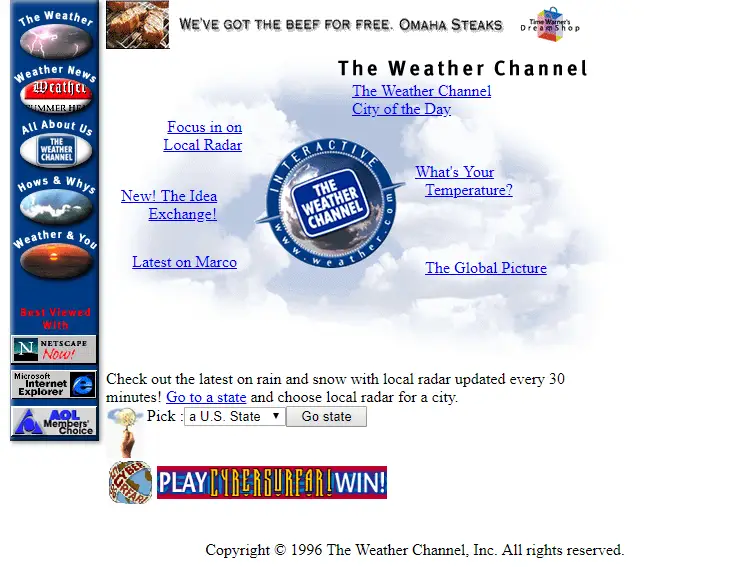 The Weather
WE'VE GOT THE BEEF FOR FREE. OMAHA STEAKS
Time Warner's
DreamShop
Weather News
Weather
SUMMER HEA
All About Us
THE
WEATHER
CHANNEL
Hows & Whys
Weather & You
Best Viewed
With
NETSCAPE
Now!
Microsoft
Internet
Explorer
AOL
Members'
Choice
The Weather Channel
The Weather Channel
City of the Day
Focus in on
Local Radar
INTERACTIVE
THE
WEATHER
CHANNEL
www.weather.com
What's Your
Temperature?
New! The Idea
Exchange!
Latest on Marco
The Global Picture
Check out the latest on rain and snow with local radar updated every 30
minutes! Go to a state and choose local radar for a city.
Pick : a U.S. State Go state
PLAY CYBERSURFARI WIN!
Copyright © 1996 The Weather Channel, Inc. All rights reserved.